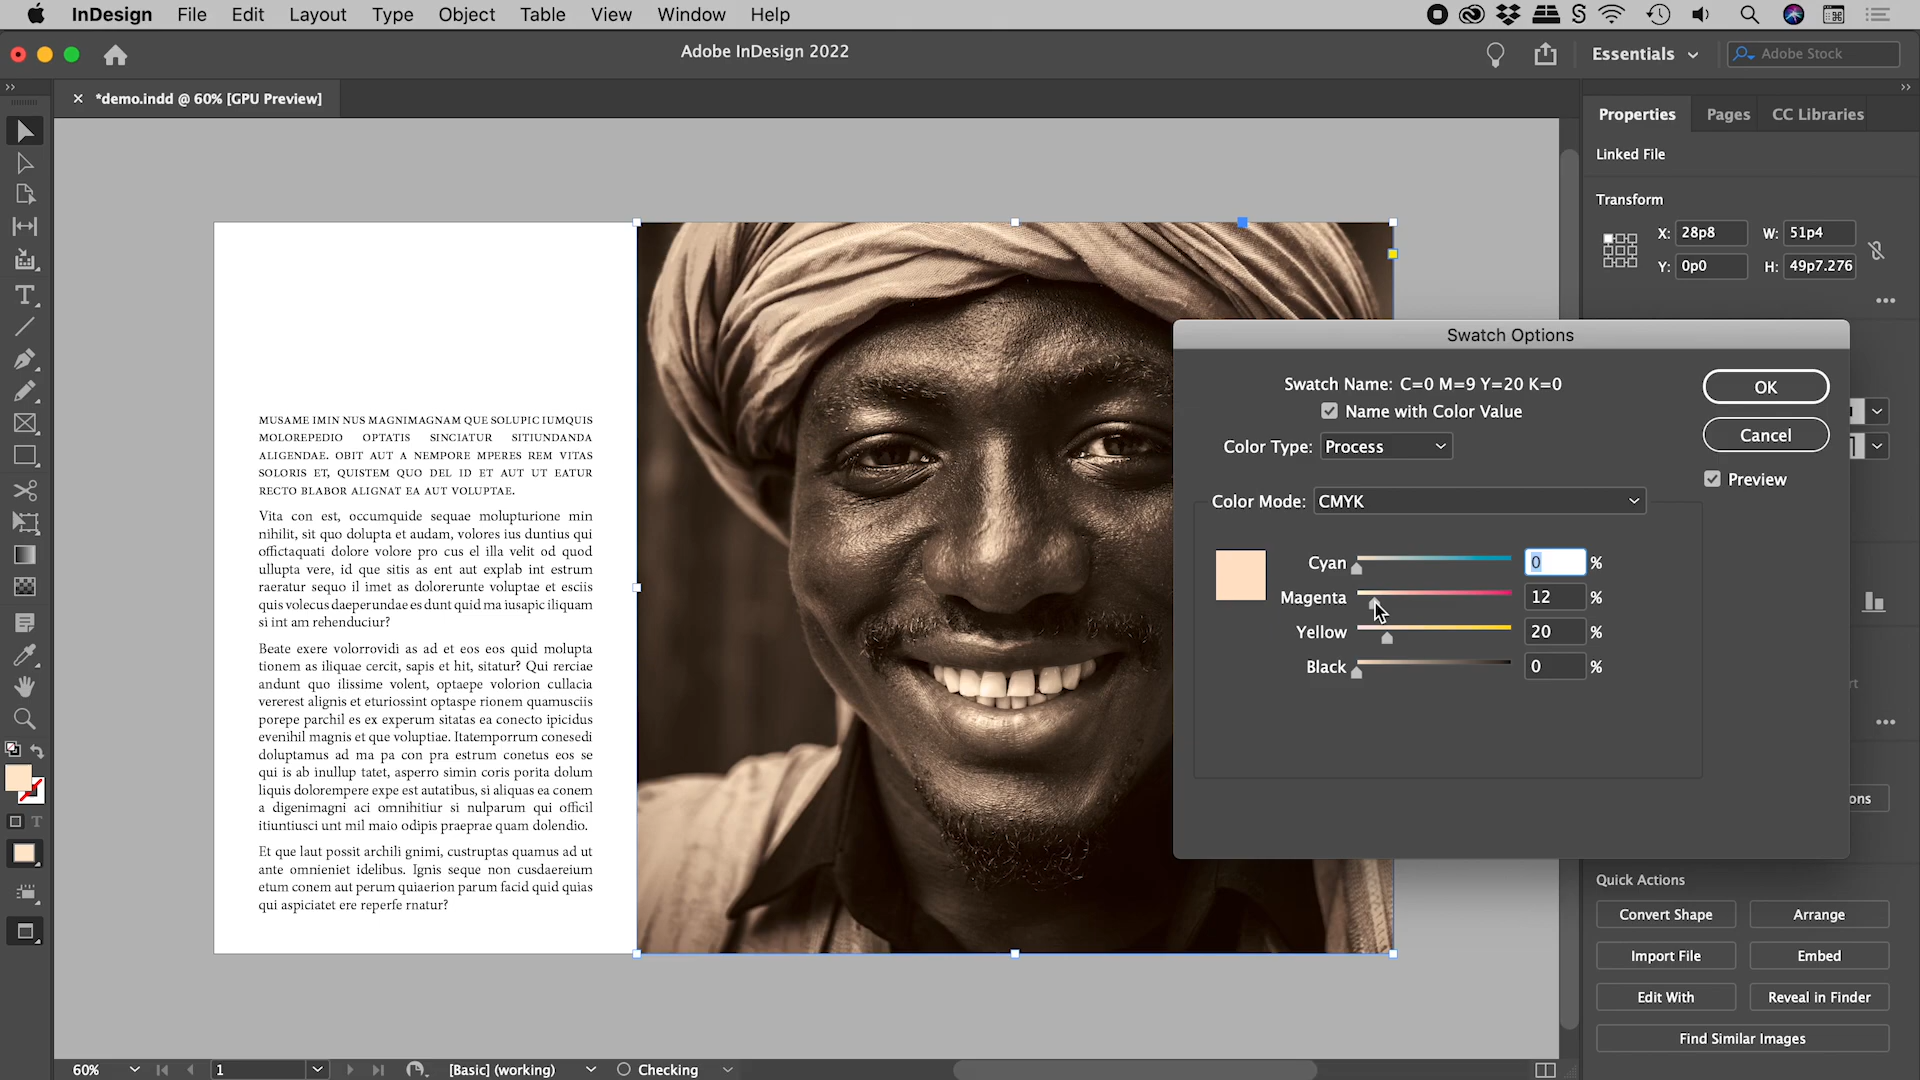 InDesign File Edit Layout Type Object Table View Window Help
Adobe InDesign 2022
Essentials
Adobe Stock
*demo.indd @ 60% [GPU Preview]
Properties Pages CC Libraries
Linked File
Transform
X: 28p8 W: 51p4
Y: 0p0 H: 49p7.276
MUSAME IMIN NUS MAGNIMAGNAM QUE SOLUPIC IUMQUIS
MOLOREPEDIO OPTATIS SINCIATUR SITIUNDANDA
ALIGENDAE. OBIT AUT A NEMPORE MPERES REM VITAS
SOLORIS ET, QUISTEM QUO DEL ID ET AUT UT EATUR
RECTO BLABOR ALIGNAT EA AUT VOLUPTAE.
Vita con est, occumquide sequae molupturione min
nihilit, sit quo dolupta et audam, volores ius duntius qui
offictaquati dolore volore pro cus el illa velit od quod
ullupta vere, id que sitis as ent aut explab int estrum
raeratur sequo il imet as dolorerunte voluptae et esciis
quis volecus daeperundae es dunt quid ma iusapic iliquam
si int am rehenduciur?
Beate exere volorrovidi as ad et eos eos quid molupta
tionem as iliquae cercit, sapis et hit, sitatur? Qui rerciae
andunt quo ilissime volent, optaepe volorion cullacia
vererest alignis et eturiossint optaspe rionem quamusciis
porepe parchil es ex experum sitatas ea conecto ipicidus
evenihil magnis et que voluptiae. Itatemporrum conesedi
doluptamus ad ma pa con pra estrum conetus eos se
qui is ab inullup tatet, asperro simin coris porita dolum
liquis dolorempere expe est autatibus, si aliquas ea conem
a digenimagni aci omnihitiur si nulparum qui officil
itiuntiusci unt mil maio odipis praeprae quam dolendio.
Et que laut possit archili gnimi, custruptas quamus ad ut
ante omnieniet idelibus. Ignis seque non cusdaereium
etum conem aut perum quiaerion parum facid quid quias
qui aspiciatet ere reperfe rnatur?
Swatch Options
Swatch Name: C=0 M=9 Y=20 K=0
Name with Color Value
Color Type: Process
Color Mode: CMYK
Cyan 0 %
Magenta 12 %
Yellow 20 %
Black 0 %
OK
Cancel
Preview
ons
Quick Actions
Convert Shape Arrange
Import File Embed
Edit With Reveal in Finder
Find Similar Images
60% 1 [Basic] (working) Checking